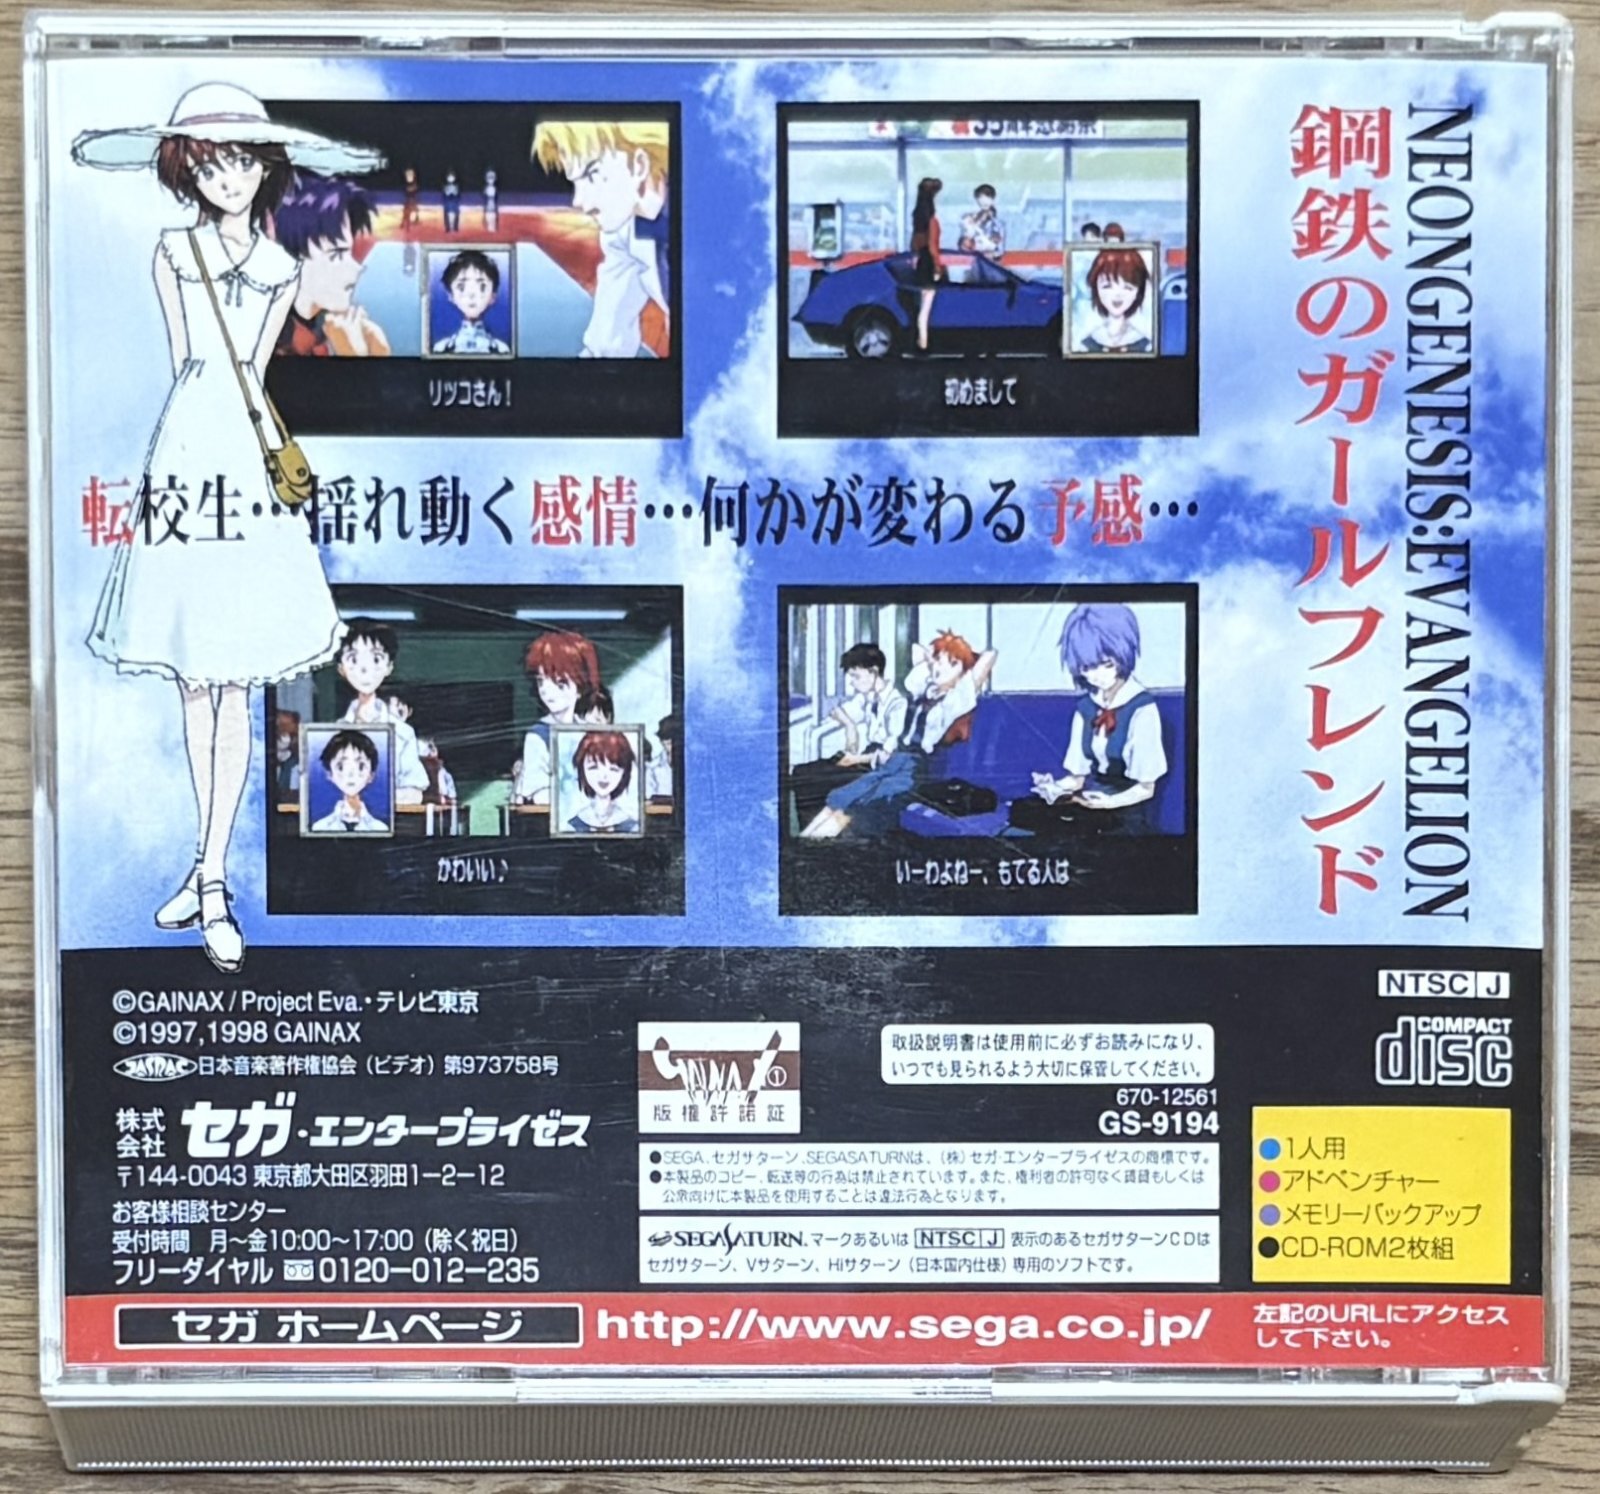 NEON GENESIS:EVANGELION
鋼鉄のガールフレンド
リツコさん!
初めまして
転校生…揺れ動く感情…何かが変わる予感…
かわいい♪
いーわよねー、もてる人は
©GAINAX / Project Eva.・テレビ東京
©1997,1998 GAINAX
JASRAC 日本音楽著作権協会(ビデオ)第973758号
株式会社 セガ・エンタープライゼス
〒144-0043 東京都大田区羽田1-2-12
お客様相談センター
受付時間 月〜金10:00〜17:00(除く祝日)
フリーダイヤル 0120-012-235
GAINAX ①
版權許諾証
取扱説明書は使用前に必ずお読みになり、
いつでも見られるよう大切に保管してください。
670-12561
GS-9194
●SEGA、セガサターン、SEGASATURNは、(株)セガ・エンタープライゼスの商標です。
●本製品のコピー、転送等の行為は禁止されています。また、権利者の許可なく賃貸もしくは
公衆向けに本製品を使用することは違法行為となります。
SEGASATURN. マークあるいは NTSC J 表示のあるセガサターンCDは
セガサターン、Vサターン、Hiサターン(日本国内仕様)専用のソフトです。
NTSC J
COMPACT
disc
●1人用
●アドベンチャー
●メモリーバックアップ
●CD-ROM2枚組
セガ ホームページ
http://www.sega.co.jp/
左記のURLにアクセス
して下さい。